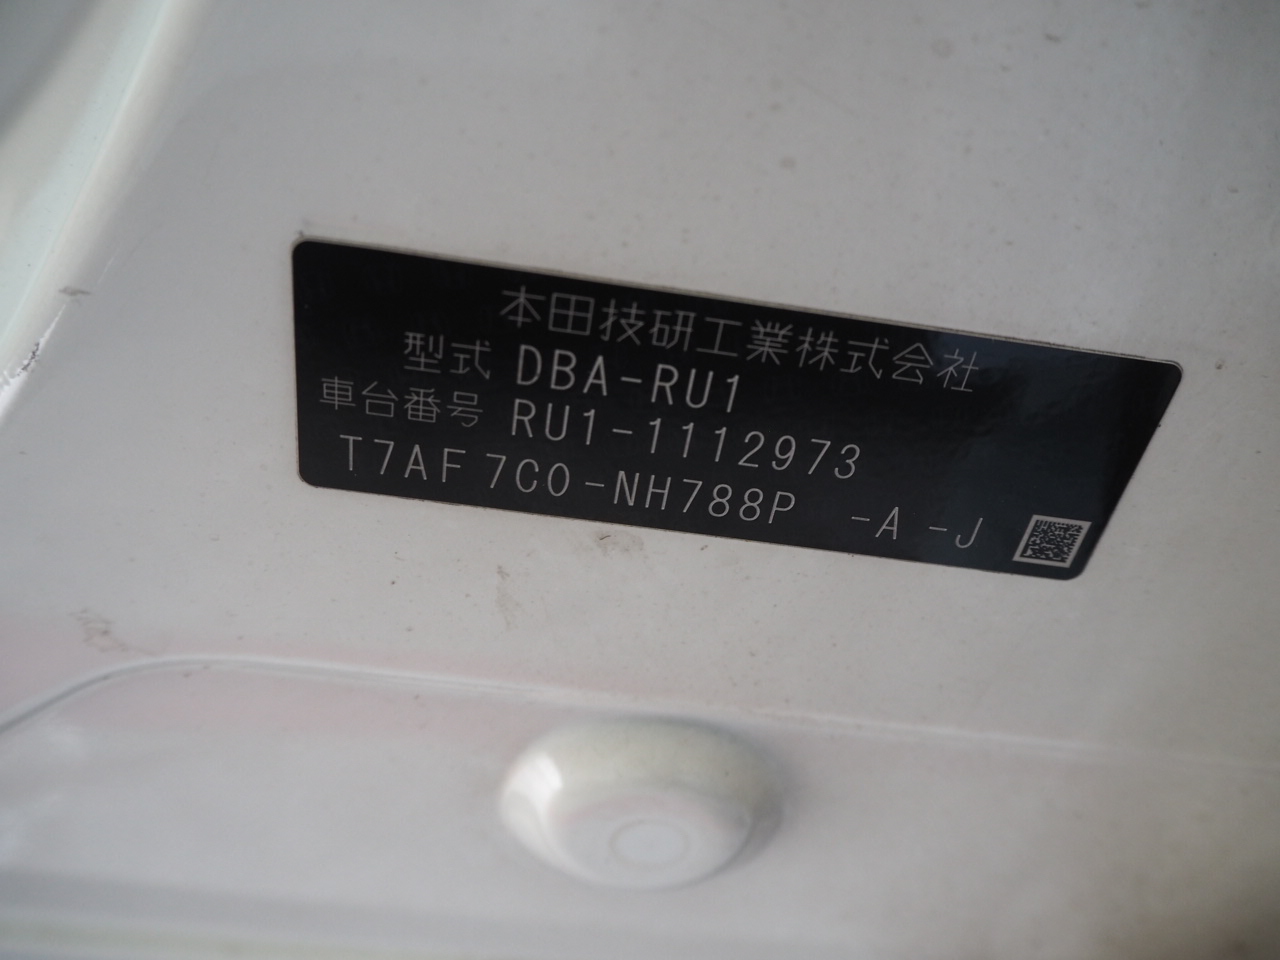 本田技研工業株式会社
型式 DBA-RU1
車台番号 RU1-1112973
T7AF7C0-NH788P -A -J